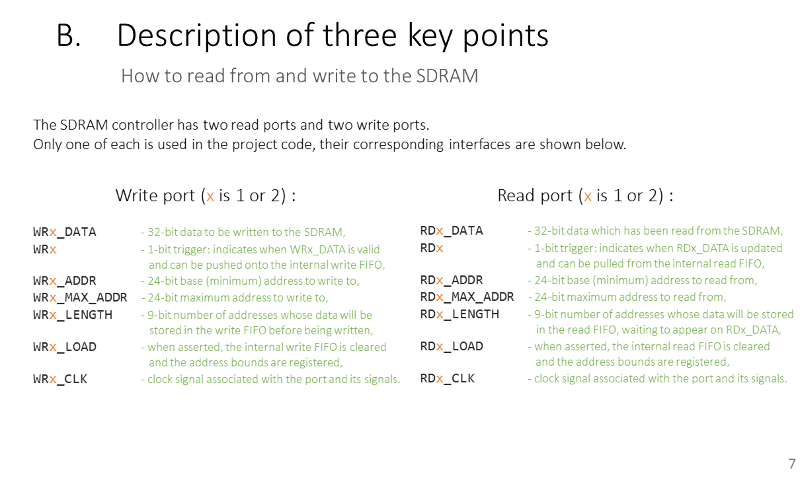 B. Description of three key points
How to read from and write to the SDRAM
The SDRAM controller has two read ports and two write ports.
Only one of each is used in the project code, their corresponding interfaces are shown below.
Write port (x is 1 or 2) :
WRx_DATA - 32-bit data to be written to the SDRAM,
WRx - 1-bit trigger: indicates when WRx_DATA is valid
and can be pushed onto the internal write FIFO,
WRx_ADDR - 24-bit base (minimum) address to write to,
WRx_MAX_ADDR - 24-bit maximum address to write to,
WRx_LENGTH - 9-bit number of addresses whose data will be
stored in the write FIFO before being written,
WRx_LOAD - when asserted, the internal write FIFO is cleared
and the address bounds are registered,
WRx_CLK - clock signal associated with the port and its signals.
Read port (x is 1 or 2) :
RDx_DATA - 32-bit data which has been read from the SDRAM,
RDx - 1-bit trigger: indicates when RDx_DATA is updated
and can be pulled from the internal read FIFO,
RDx_ADDR - 24-bit base (minimum) address to read from,
RDx_MAX_ADDR - 24-bit maximum address to read from,
RDx_LENGTH - 9-bit number of addresses whose data will be stored
in the read FIFO, waiting to appear on RDx_DATA,
RDx_LOAD - when asserted, the internal read FIFO is cleared
and the address bounds are registered,
RDx_CLK - clock signal associated with the port and its signals.
7